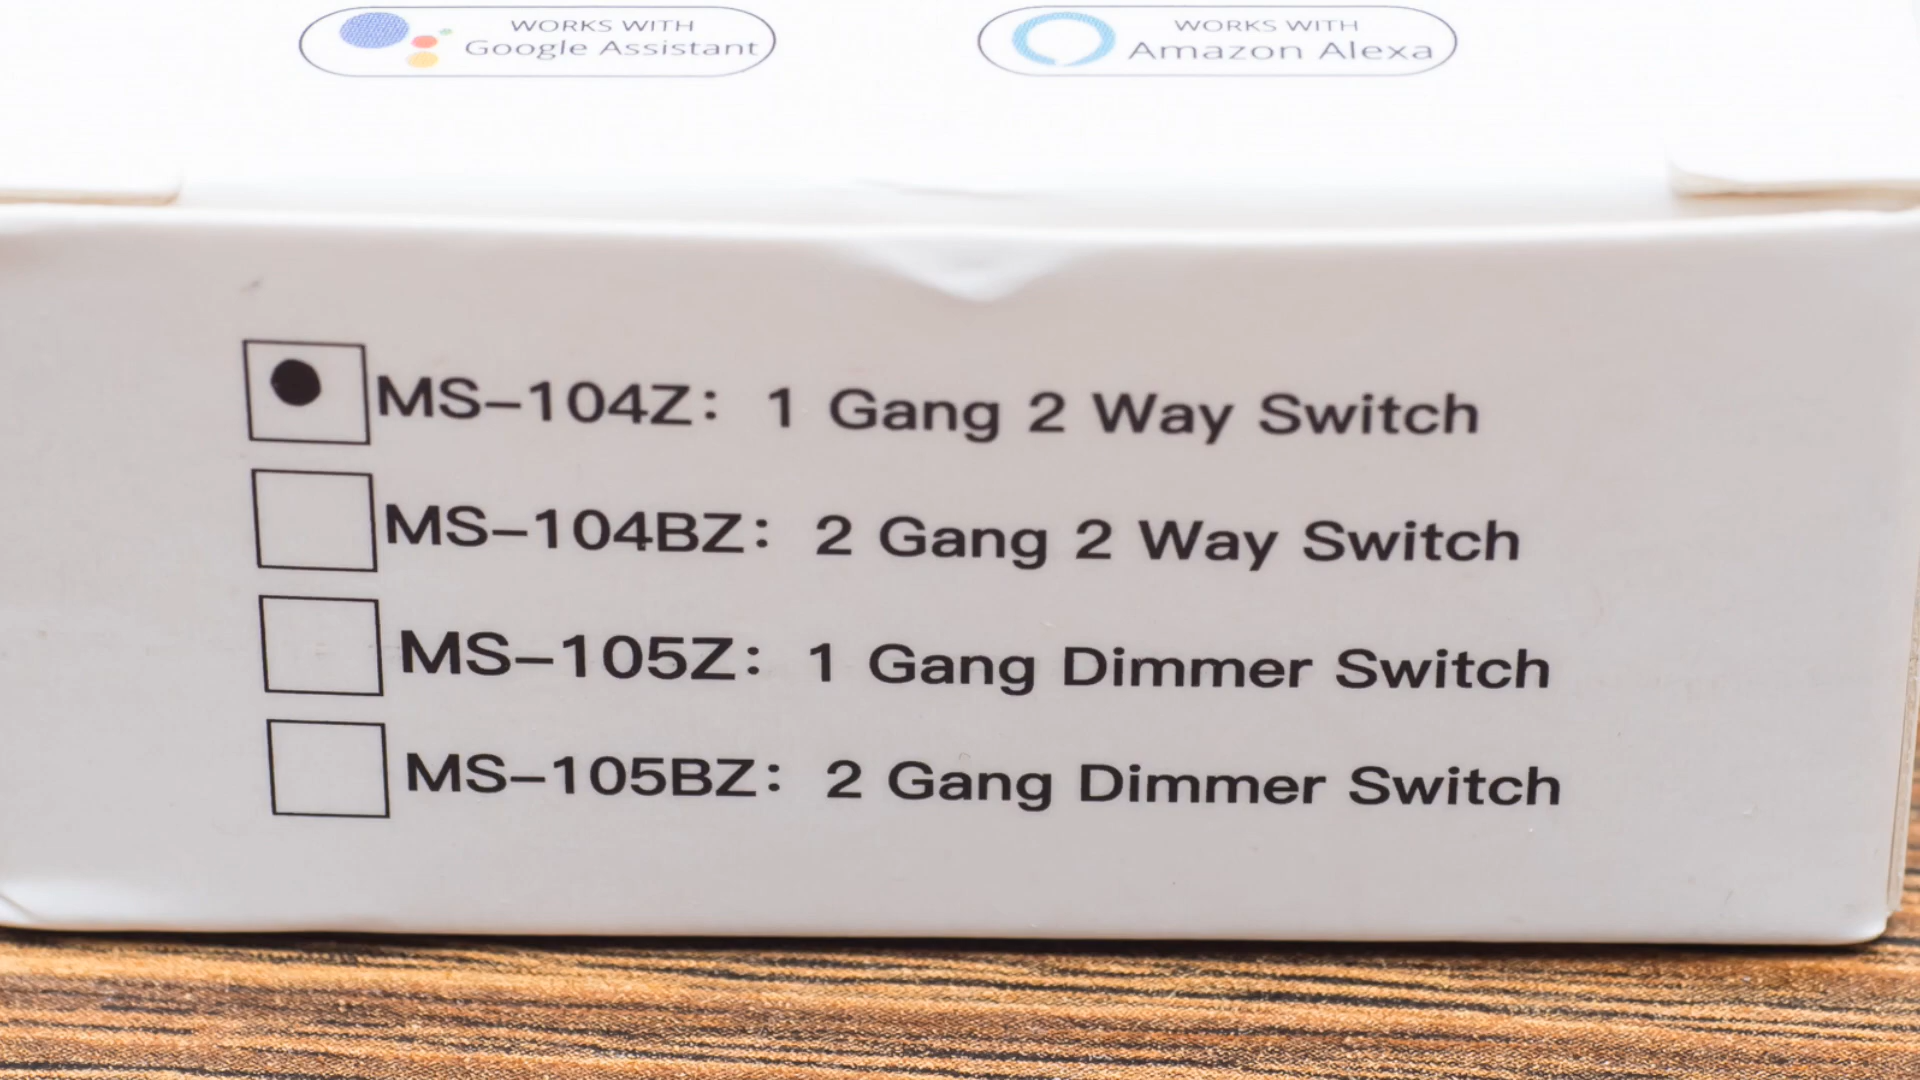 WORKS WITH
Google Assistant
WORKS WITH
Amazon Alexa
MS-104Z: 1 Gang 2 Way Switch
MS-104BZ: 2 Gang 2 Way Switch
MS-105Z: 1 Gang Dimmer Switch
MS-105BZ: 2 Gang Dimmer Switch